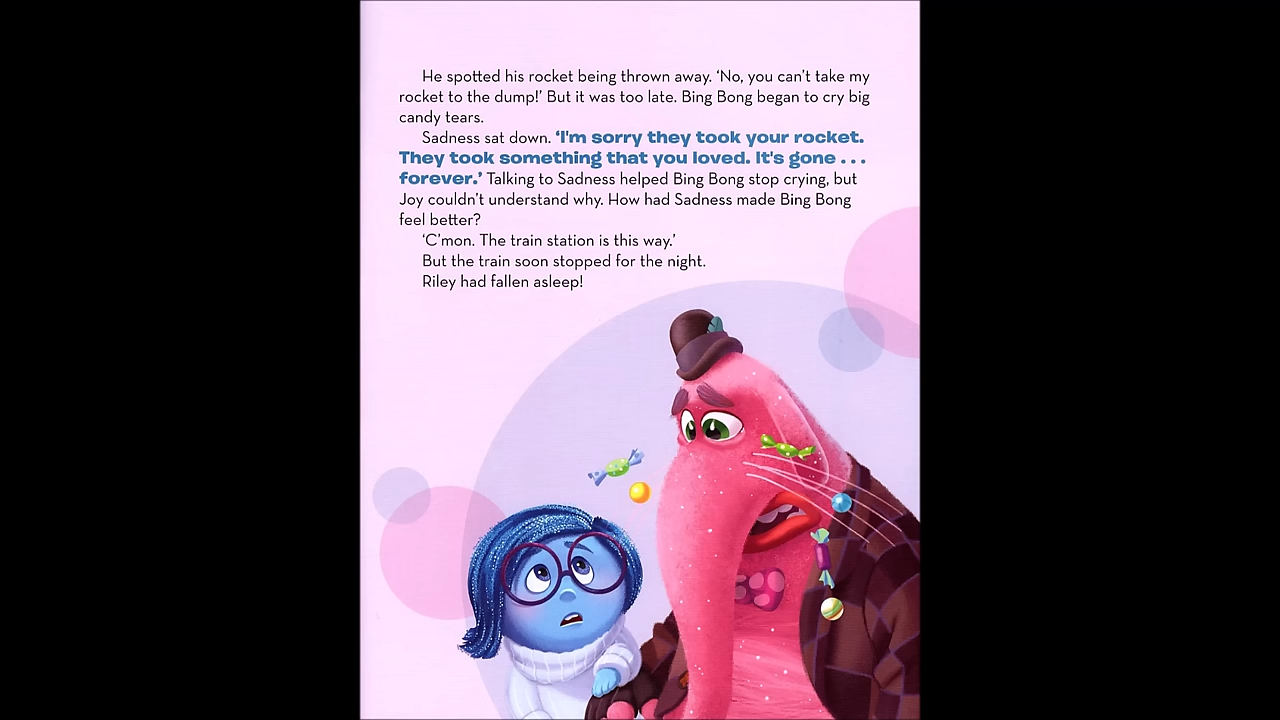 He spotted his rocket being thrown away. ‘No, you can’t take my
rocket to the dump!’ But it was too late. Bing Bong began to cry big
candy tears.
Sadness sat down. ‘I'm sorry they took your rocket.
They took something that you loved. It's gone . . .
forever.’ Talking to Sadness helped Bing Bong stop crying, but
Joy couldn’t understand why. How had Sadness made Bing Bong
feel better?
‘C’mon. The train station is this way.’
But the train soon stopped for the night.
Riley had fallen asleep!